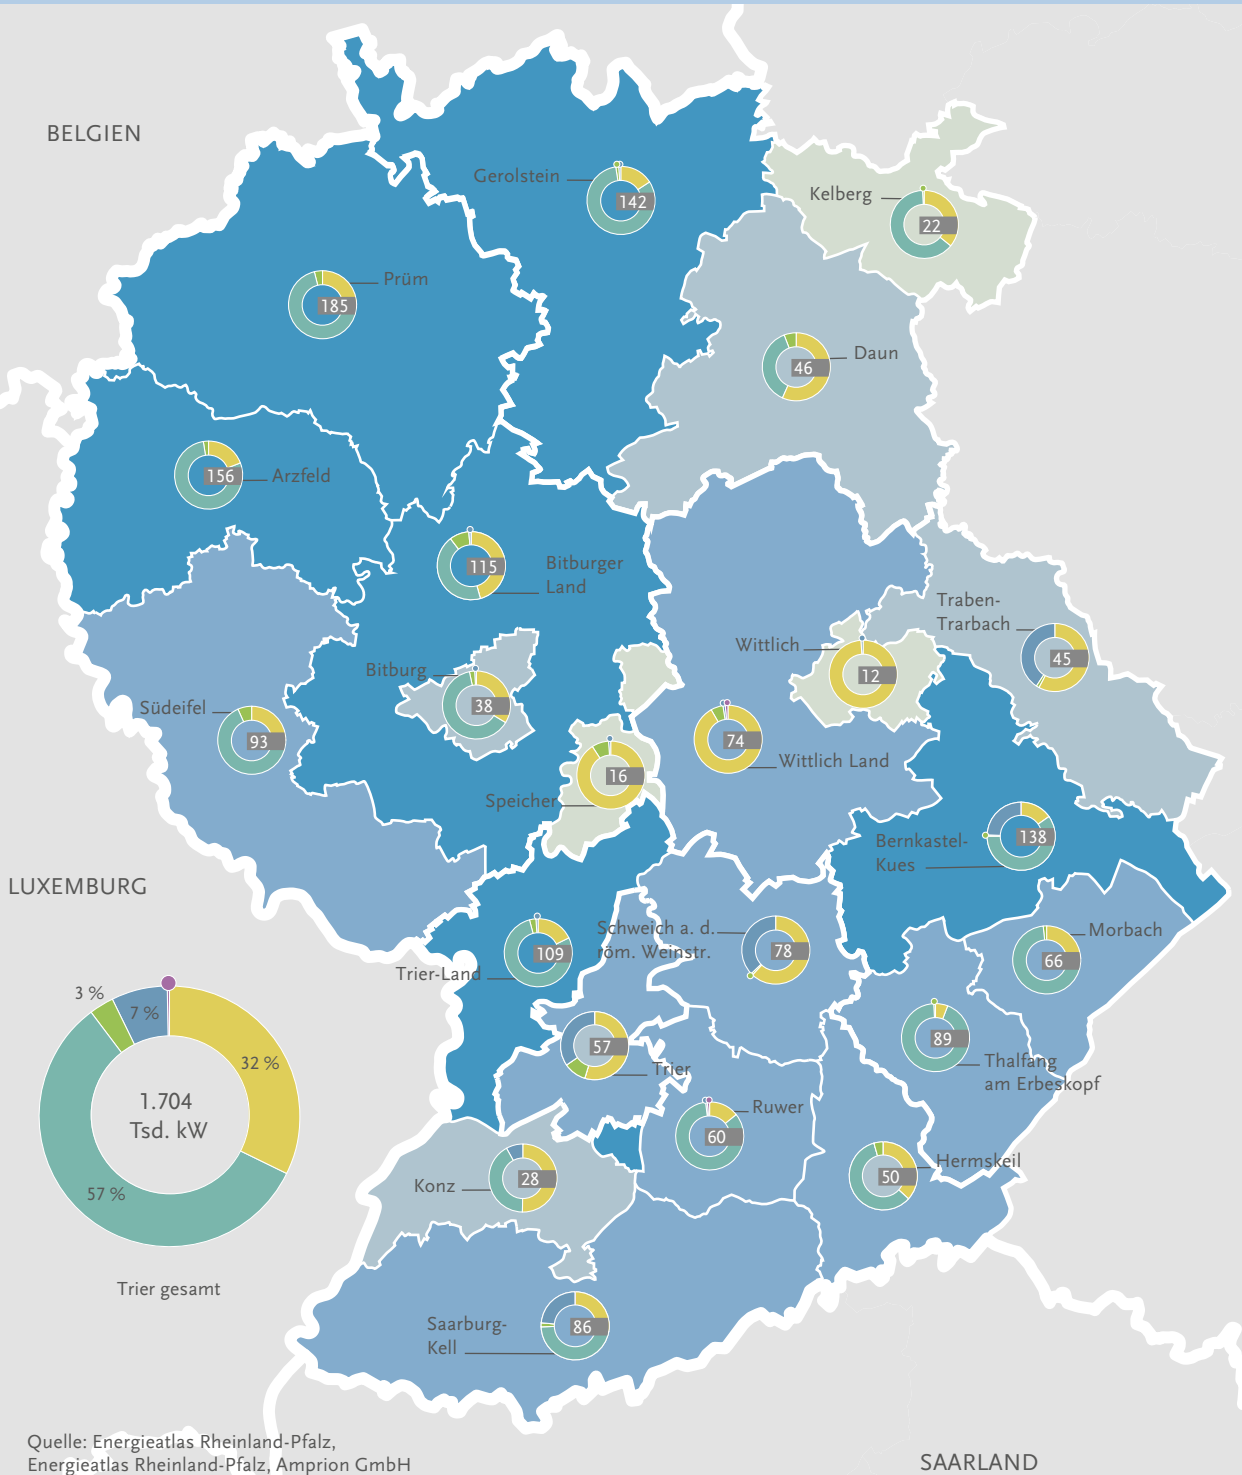 BELGIEN
Gerolstein
142
Kelberg
22
Prüm
185
Daun
46
Arzfeld
156
Bitburger
Land
115
Traben-
Trarbach
45
Wittlich
12
Bitburg
38
Südeifel
93
74
Wittlich Land
16
Speicher
Bernkastel-
Kues
138
LUXEMBURG
Schweich a. d.
röm. Weinstr.
78
Morbach
66
Trier-Land
109
3 %
7 %
32 %
57 %
1.704
Tsd. kW
Trier gesamt
57
Trier
89
Thalfang
am Erbeskopf
Ruwer
60
Hermskeil
50
Konz
28
Saarburg-
Kell
86
Quelle: Energieatlas Rheinland-Pfalz,
Energieatlas Rheinland-Pfalz, Amprion GmbH
SAARLAND